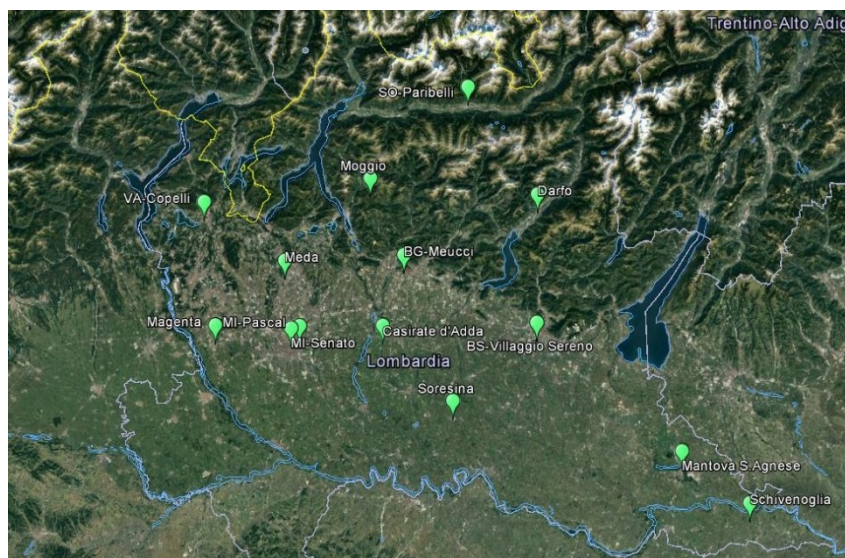 Trentino-Alto Adig
SO-Paribelli
Moggio
VA-Copelli
Darfo
Meda
BG-Meucci
Magenta
MI-Pascal
MI-Senato
Casirate d'Adda
BS-Villaggio Sereno
Lombardia
Soresina
Mantova S.Agnese
Schivenoglia